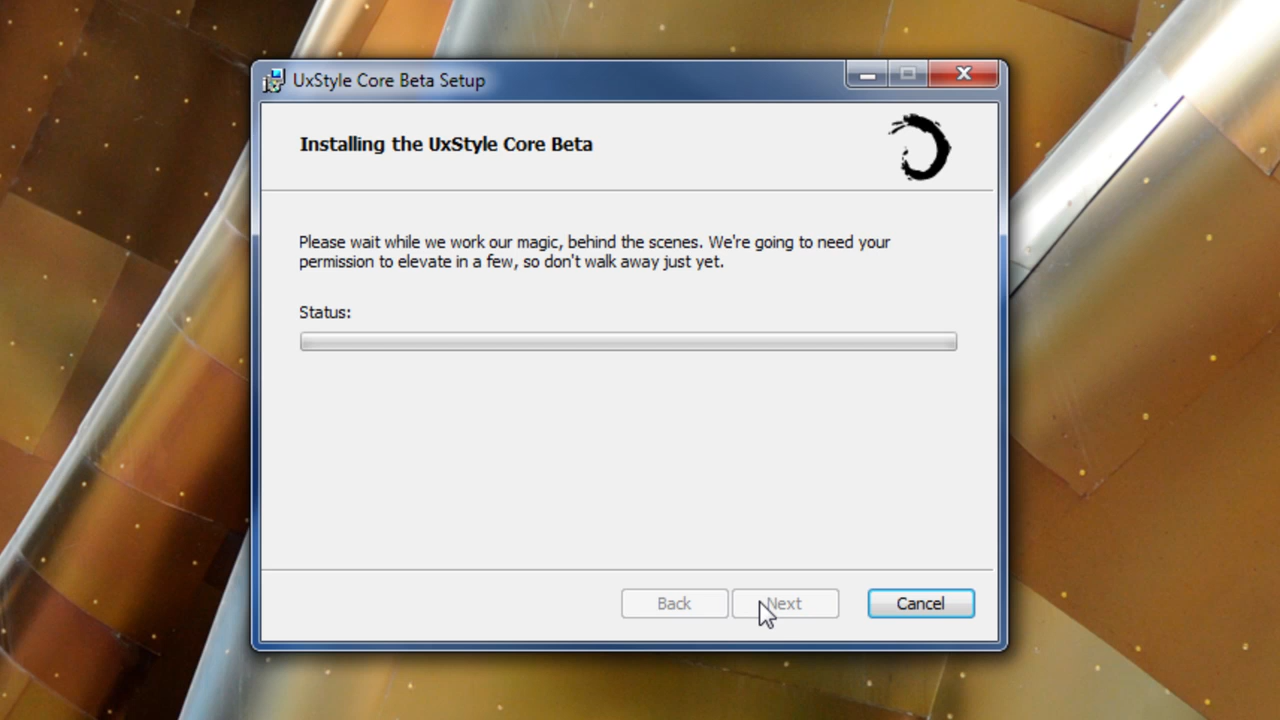 UxStyle Core Beta Setup
Installing the UxStyle Core Beta
Please wait while we work our magic, behind the scenes. We're going to need your
permission to elevate in a few, so don't walk away just yet.
Status:
Back Next Cancel